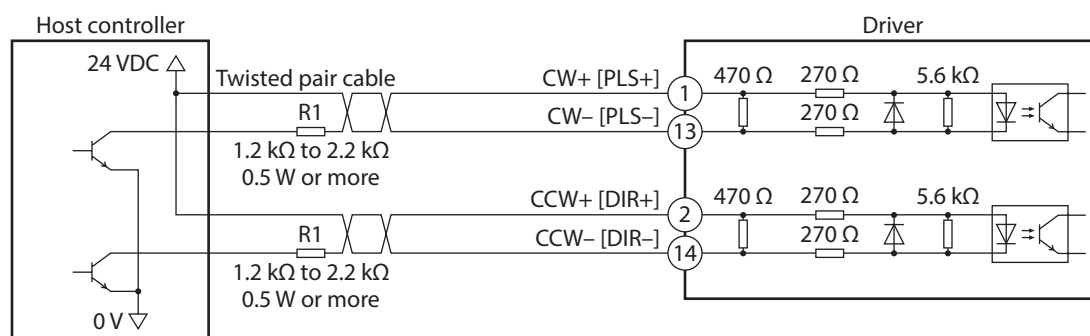 Host controller
Driver
24 VDC
Twisted pair cable
CW+ [PLS+]
1
470 Ω
270 Ω
5.6 kΩ
R1
CW– [PLS–]
13
270 Ω
1.2 kΩ to 2.2 kΩ
0.5 W or more
CCW+ [DIR+]
2
470 Ω
270 Ω
5.6 kΩ
R1
CCW– [DIR–]
14
270 Ω
1.2 kΩ to 2.2 kΩ
0.5 W or more
0 V